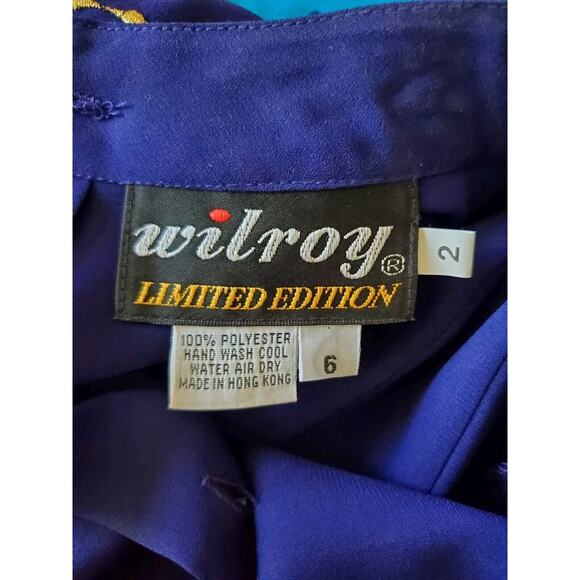 wilroy®
LIMITED EDITION
2
100% POLYESTER
HAND WASH COOL
WATER AIR DRY
MADE IN HONG KONG
6